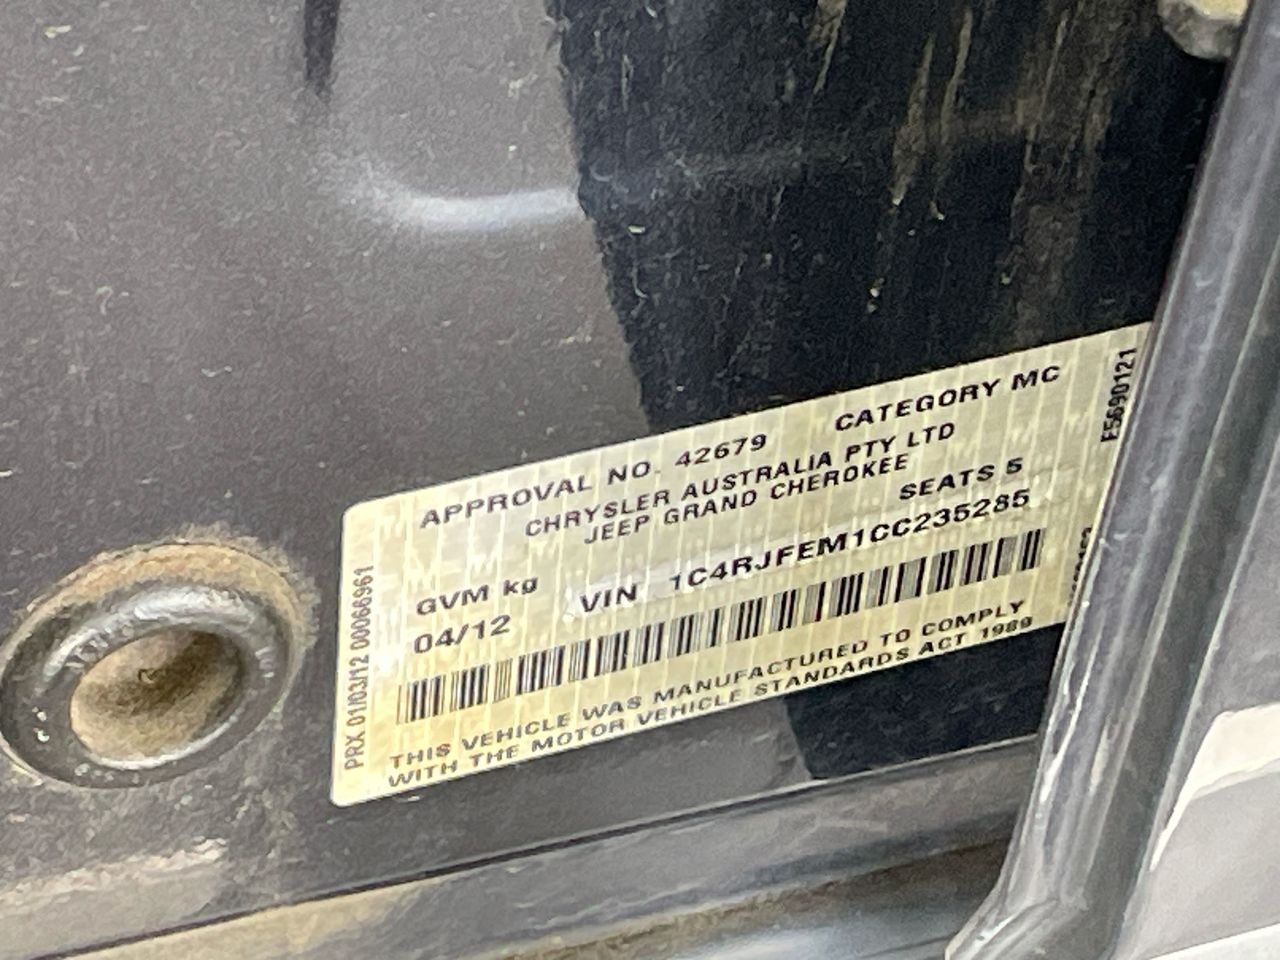 APPROVAL NO. 42679 CATEGORY MC
CHRYSLER AUSTRALIA PTY LTD
JEEP GRAND CHEROKEE
SEATS 5
GVM kg VIN 1C4RJFEM1CC235285
04/12
THIS VEHICLE WAS MANUFACTURED TO COMPLY
WITH THE MOTOR VEHICLE STANDARDS ACT 1989
PRX 01/03/12 00066961
F5690121